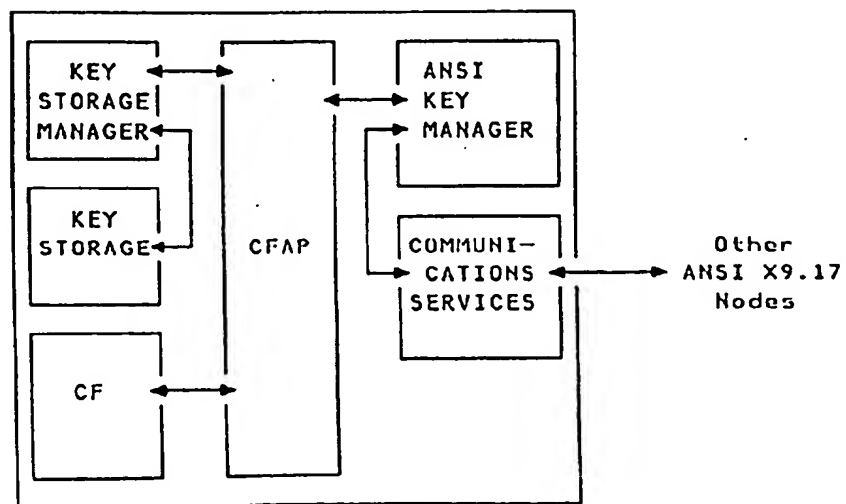 KEY
STORAGE
MANAGER
KEY
STORAGE
CF
CFAP
ANSI
KEY
MANAGER
COMMUNI-
CATIONS
SERVICES
Other
ANSI X9.17
Nodes